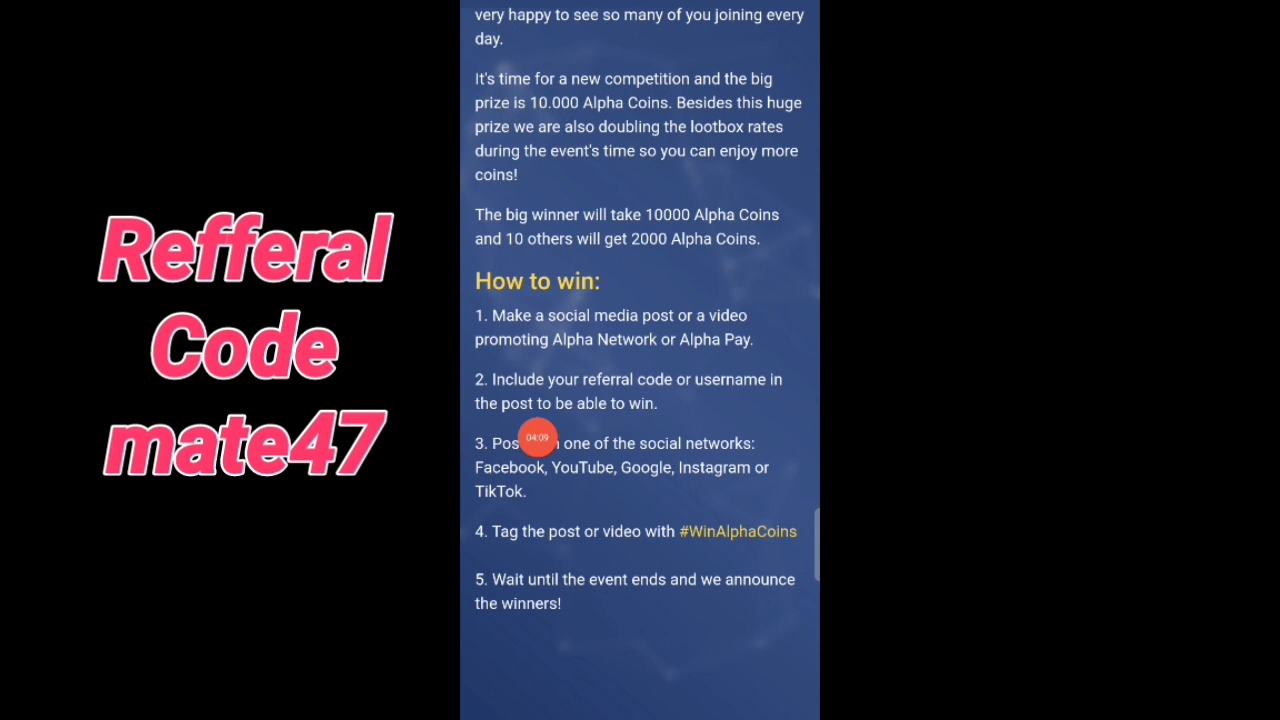 Refferal
Code
mate47
very happy to see so many of you joining every
day.
It's time for a new competition and the big
prize is 10.000 Alpha Coins. Besides this huge
prize we are also doubling the lootbox rates
during the event's time so you can enjoy more
coins!
The big winner will take 10000 Alpha Coins
and 10 others will get 2000 Alpha Coins.
How to win:
1. Make a social media post or a video
promoting Alpha Network or Alpha Pay.
2. Include your referral code or username in
the post to be able to win.
3. Pos 04:09 one of the social networks:
Facebook, YouTube, Google, Instagram or
TikTok.
4. Tag the post or video with #WinAlphaCoins
5. Wait until the event ends and we announce
the winners!